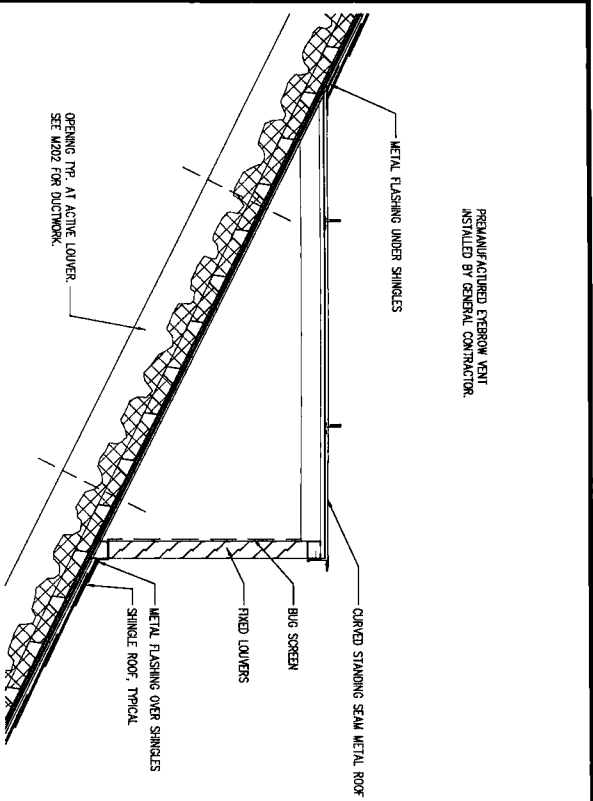 PREMANUFACTURED EYEBROW VENT
INSTALLED BY GENERAL CONTRACTOR.
METAL FLASHING UNDER SHINGLES
CURVED STANDING SEAM METAL ROOF
BUG SCREEN
FIXED LOUVERS
METAL FLASHING OVER SHINGLES
SHINGLE ROOF, TYPICAL
OPENING TYP. AT ACTIVE LOUVER.
SEE M202 FOR DUCTWORK.